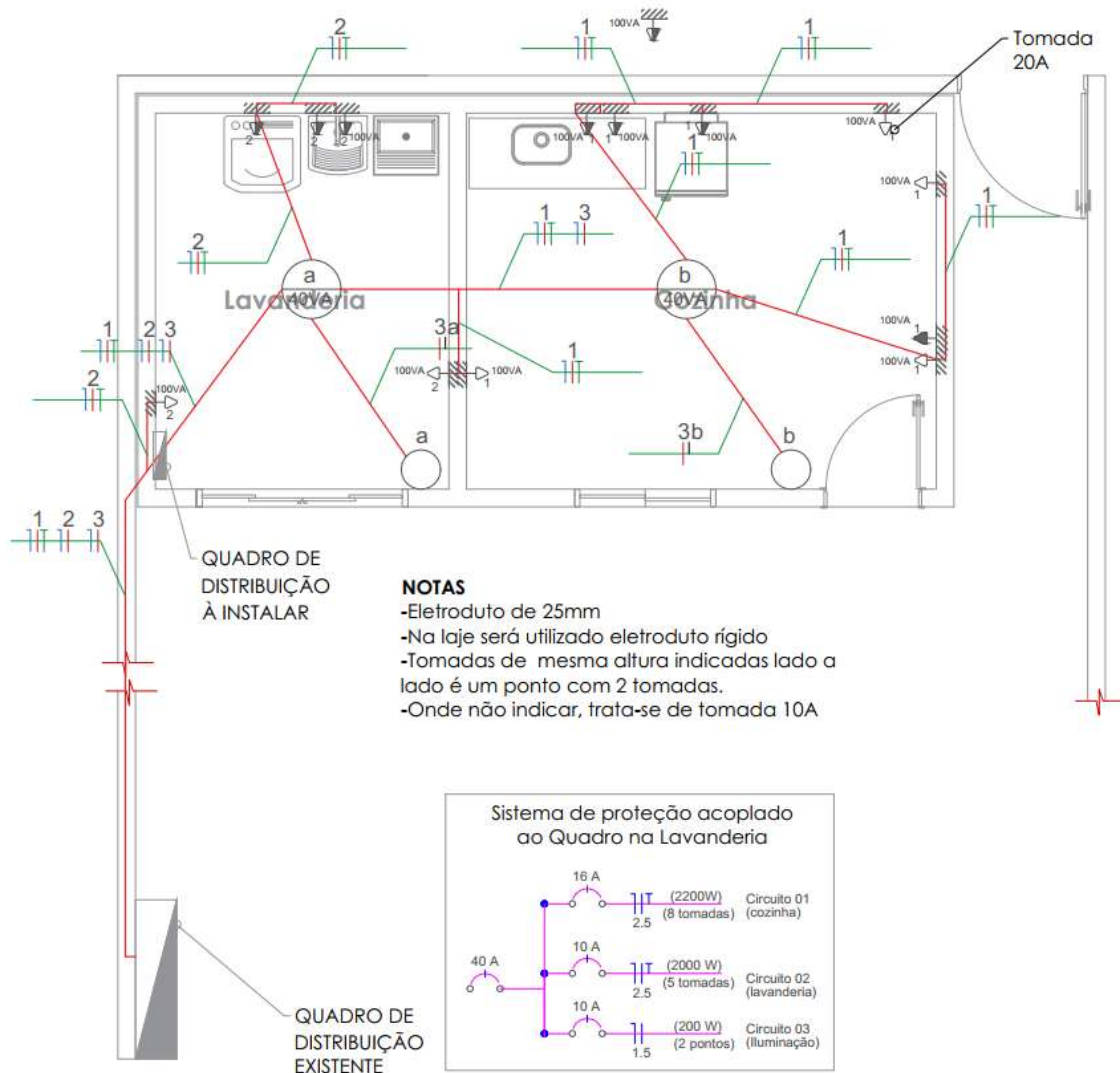 2
1
100VA
1
Tomada
20A
2
2
100VA
2
1
1
100VA
1
100VA
1
1
100VA
1
1
2
1
3
1
a
40VA
Lavanderia
b
40VA
Cozinha
1
2
3
3a
1
100VA
1
100VA
2
100VA
1
2
100VA
2
a
3b
b
1
2
3
QUADRO DE
DISTRIBUIÇÃO
À INSTALAR
NOTAS
-Eletroduto de 25mm
-Na laje será utilizado eletroduto rígido
-Tomadas de mesma altura indicadas lado a
lado é um ponto com 2 tomadas.
-Onde não indicar, trata-se de tomada 10A
Sistema de proteção acoplado
ao Quadro na Lavanderia
16 A
2.5
(2200W)
(8 tomadas)
Circuito 01
(cozinha)
40 A
10 A
2.5
(2000 W)
(5 tomadas)
Circuito 02
(lavanderia)
10 A
1.5
(200 W)
(2 pontos)
Circuito 03
(Iluminação)
QUADRO DE
DISTRIBUIÇÃO
EXISTENTE